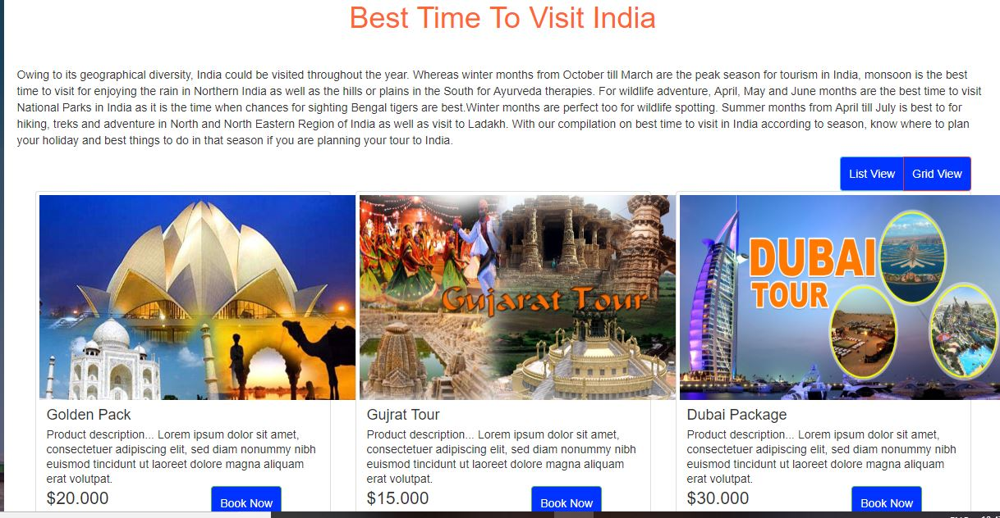 Best Time To Visit India
Owing to its geographical diversity, India could be visited throughout the year. Whereas winter months from October till March are the peak season for tourism in India, monsoon is the best
time to visit for enjoying the rain in Northern India as well as the hills or plains in the South for Ayurveda therapies. For wildlife adventure, April, May and June months are the best time to visit
National Parks in India as it is the time when chances for sighting Bengal tigers are best.Winter months are perfect too for wildlife spotting. Summer months from April till July is best to for
hiking, treks and adventure in North and North Eastern Region of India as well as visit to Ladakh. With our compilation on best time to visit in India according to season, know where to plan
your holiday and best things to do in that season if you are planning your tour to India.
List View Grid View
Gujarat Tour
DUBAI
TOUR
Golden Pack
Product description... Lorem ipsum dolor sit amet,
consectetuer adipiscing elit, sed diam nonummy nibh
euismod tincidunt ut laoreet dolore magna aliquam
erat volutpat.
$20.000
Book Now
Gujrat Tour
Product description... Lorem ipsum dolor sit amet,
consectetuer adipiscing elit, sed diam nonummy nibh
euismod tincidunt ut laoreet dolore magna aliquam
erat volutpat.
$15.000
Book Now
Dubai Package
Product description... Lorem ipsum dolor sit amet,
consectetuer adipiscing elit, sed diam nonummy nibh
euismod tincidunt ut laoreet dolore magna aliquam
erat volutpat.
$30.000
Book Now